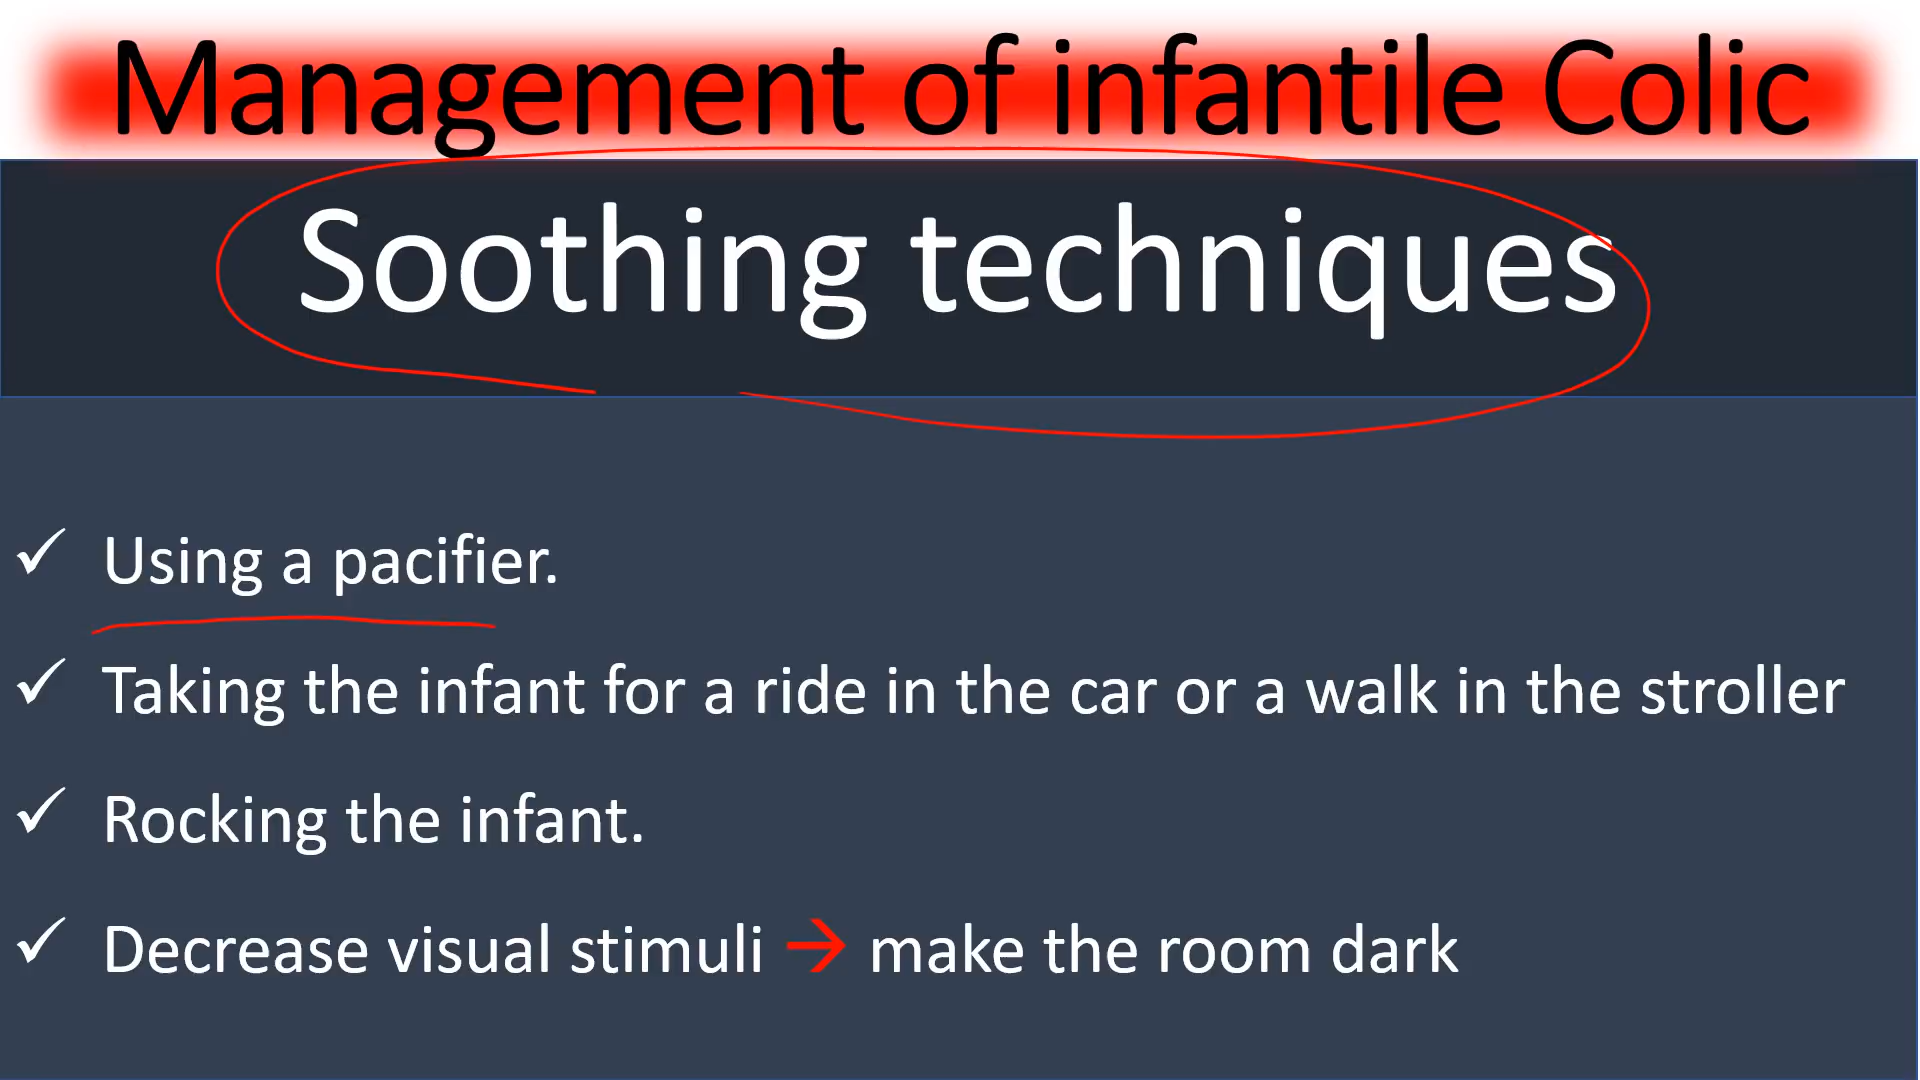 Management of infantile Colic
Soothing techniques
✓ Using a pacifier.
✓ Taking the infant for a ride in the car or a walk in the stroller
✓ Rocking the infant.
✓ Decrease visual stimuli → make the room dark